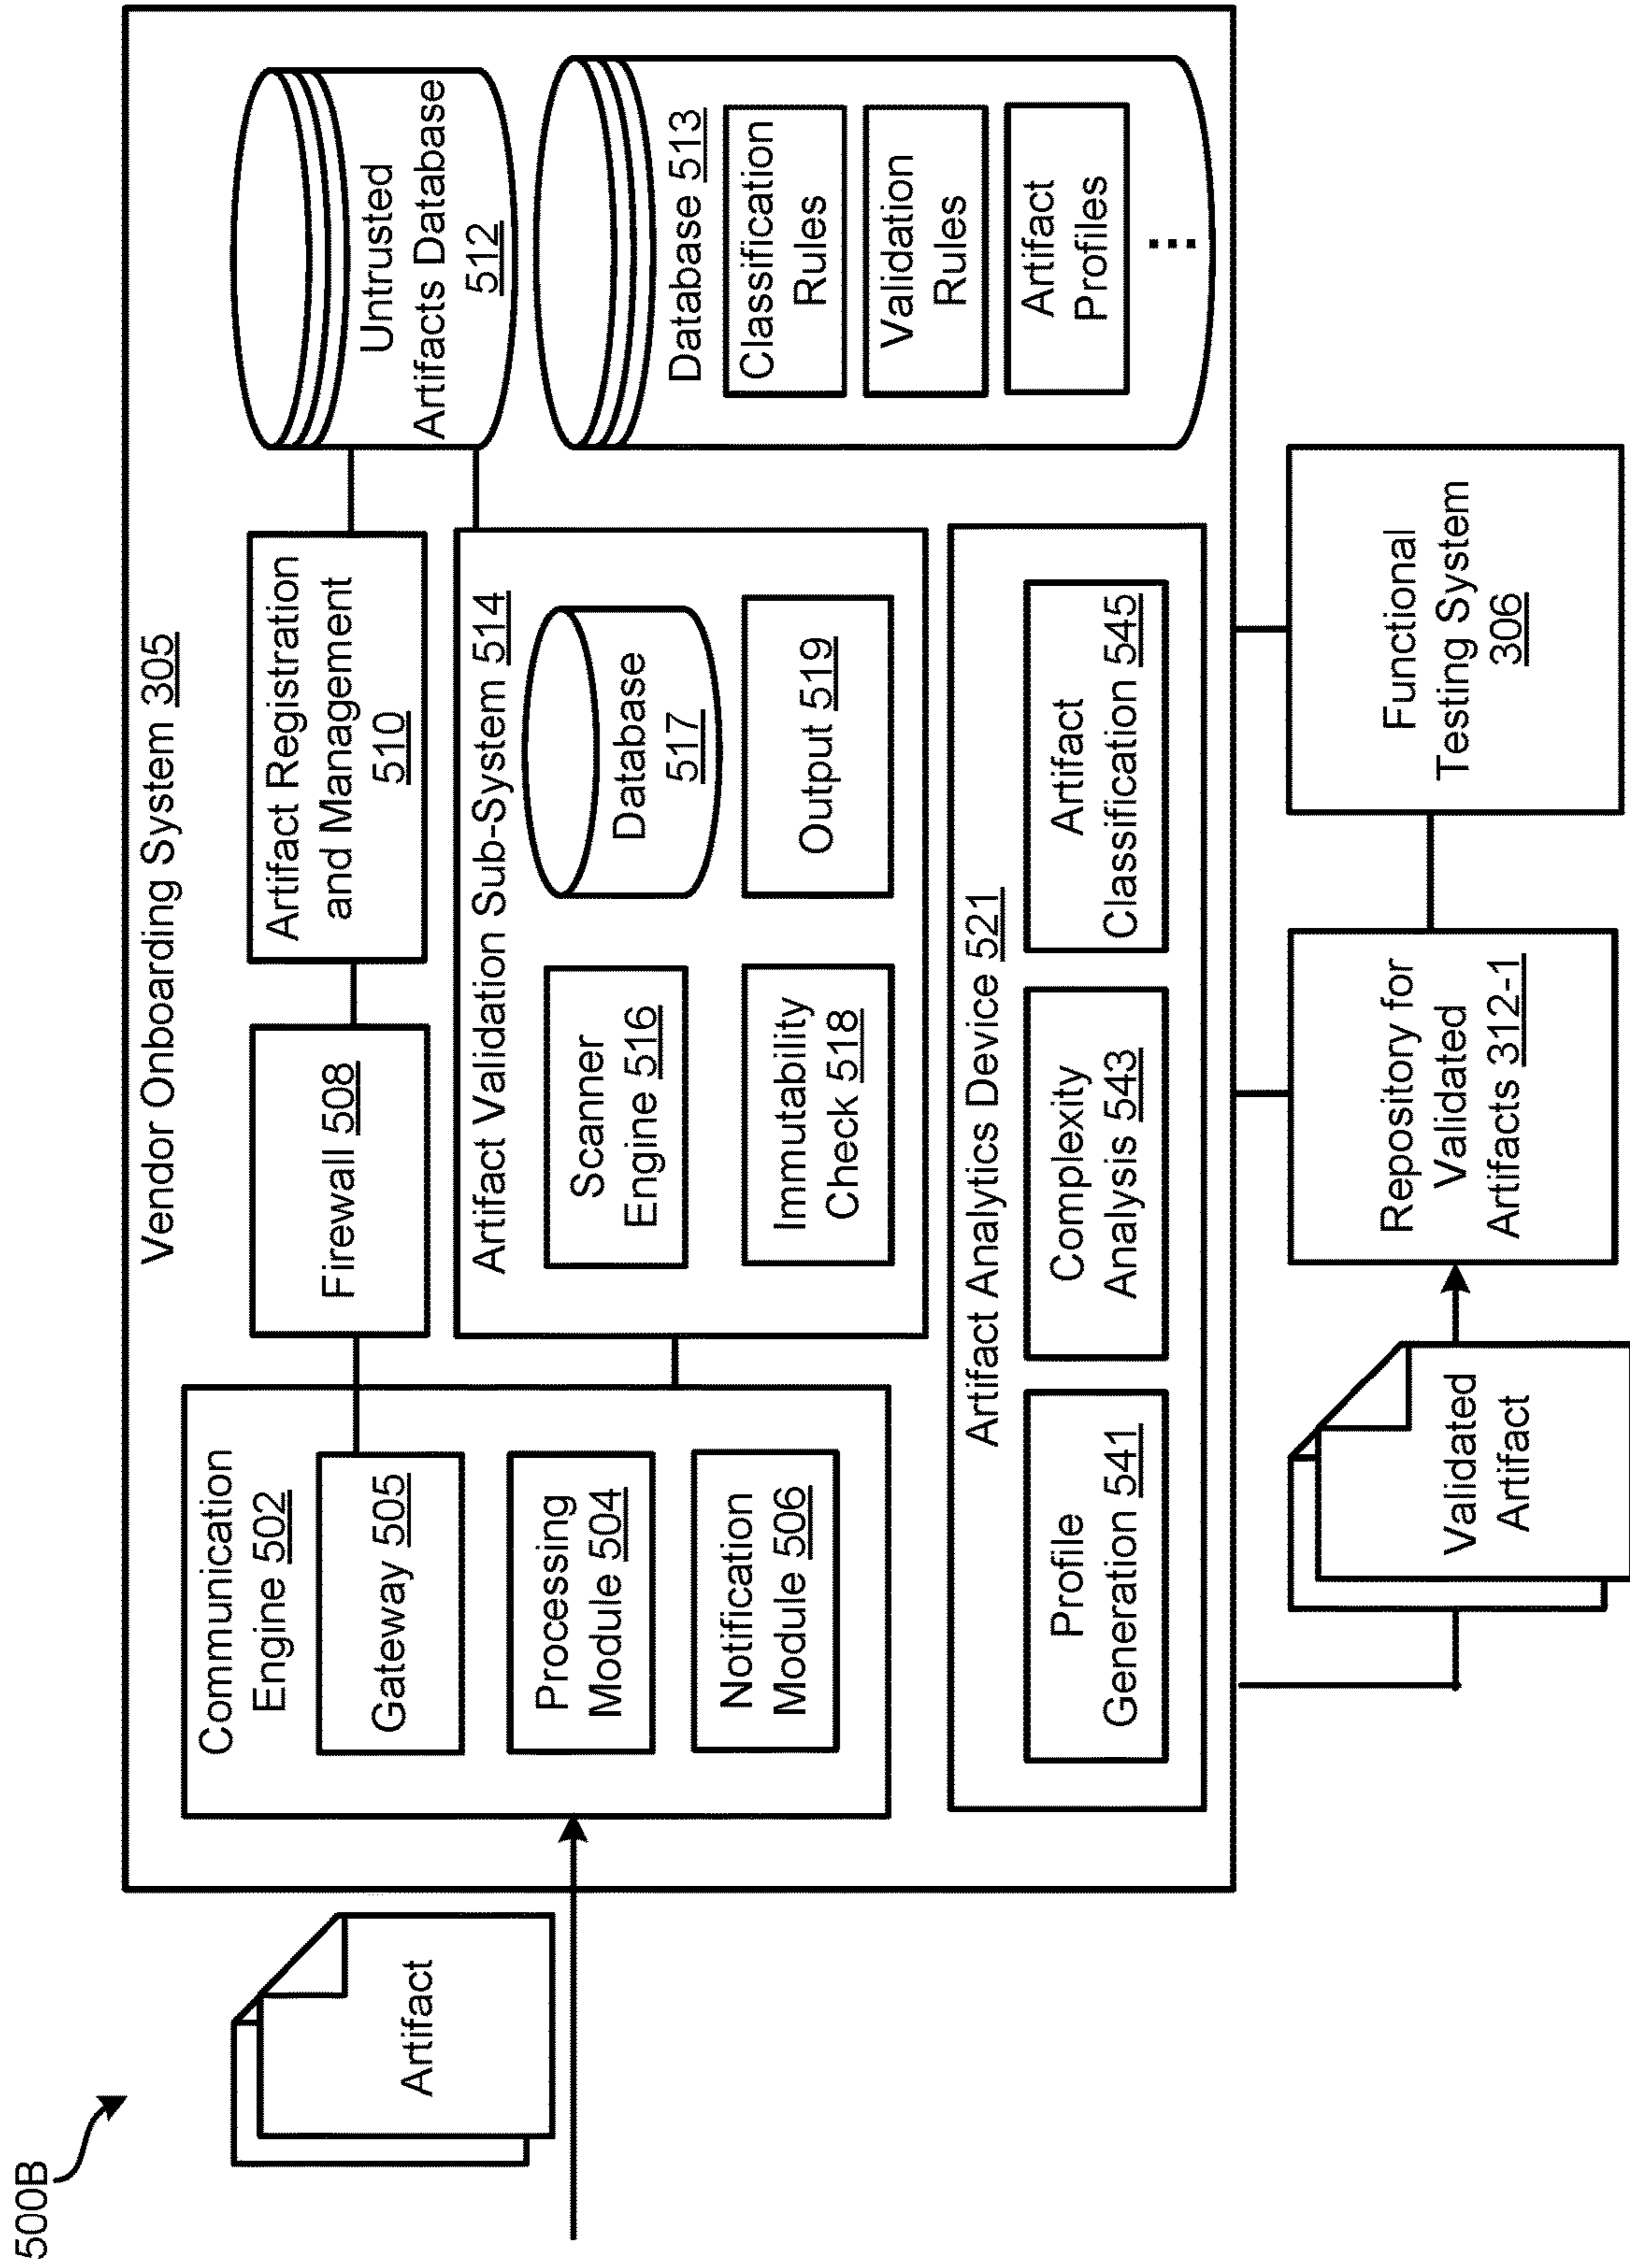 500B
Artifact
Vendor Onboarding System 305
Communication
Engine 502
Gateway 505
Processing
Module 504
Notification
Module 506
Firewall 508
Artifact Registration
and Management
510
Untrusted
Artifacts Database
512
Artifact Validation Sub-System 514
Scanner
Engine 516
Database
517
Immutability
Check 518
Output 519
Database 513
Classification
Rules
Validation
Rules
Artifact
Profiles
⋮
Artifact Analytics Device 521
Profile
Generation 541
Complexity
Analysis 543
Artifact
Classification 545
Validated
Artifact
Repository for
Validated
Artifacts 312-1
Functional
Testing System
306